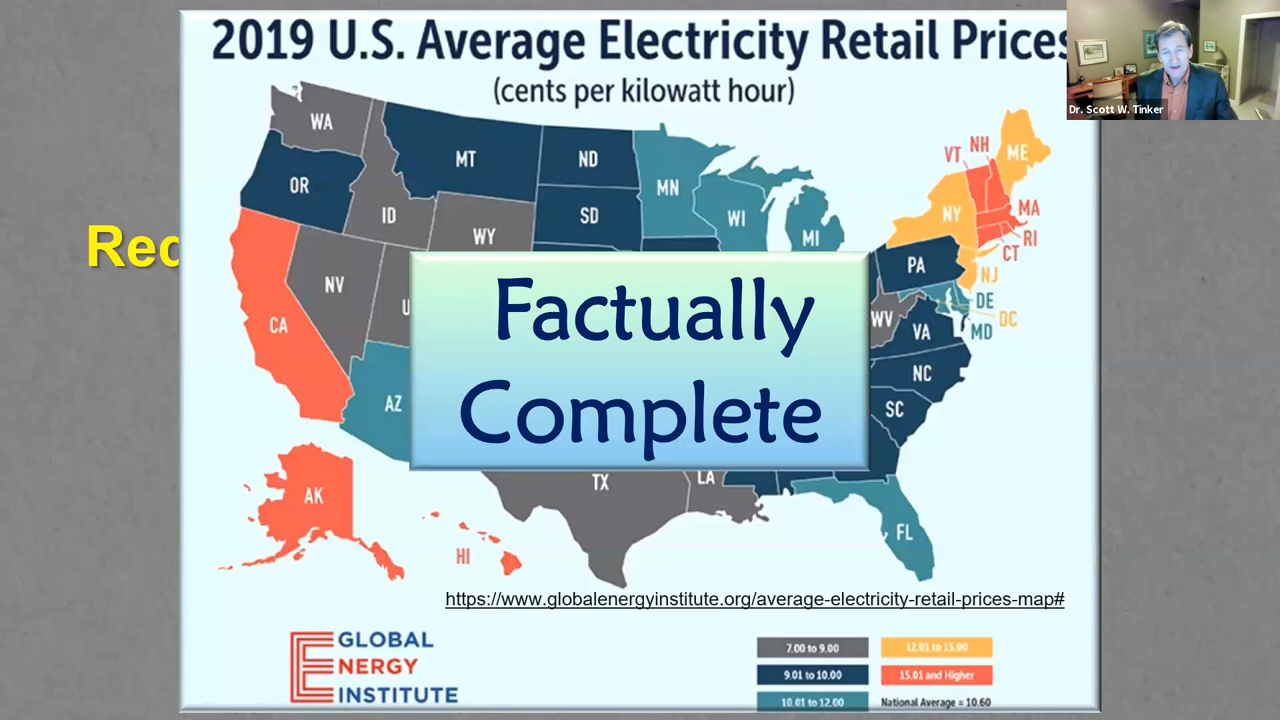 2019 U.S. Average Electricity Retail Prices
(cents per kilowatt hour)
Dr. Scott W. Tinker
WA
MT
ND
MN
VT
NH
ME
OR
ID
SD
WI
MI
NY
MA
RI
CT
WY
Rec
NV
U
PA
NJ
DE
DC
MD
CA
WV
VA
Factually
Complete
NC
AZ
SC
TX
LA
AK
FL
HI
https://www.globalenergyinstitute.org/average-electricity-retail-prices-map#
GLOBAL
ENERGY
INSTITUTE
7.00 to 9.00
12.01 to 15.00
9.01 to 10.00
15.01 and Higher
10.01 to 12.00
National Average = 10.60